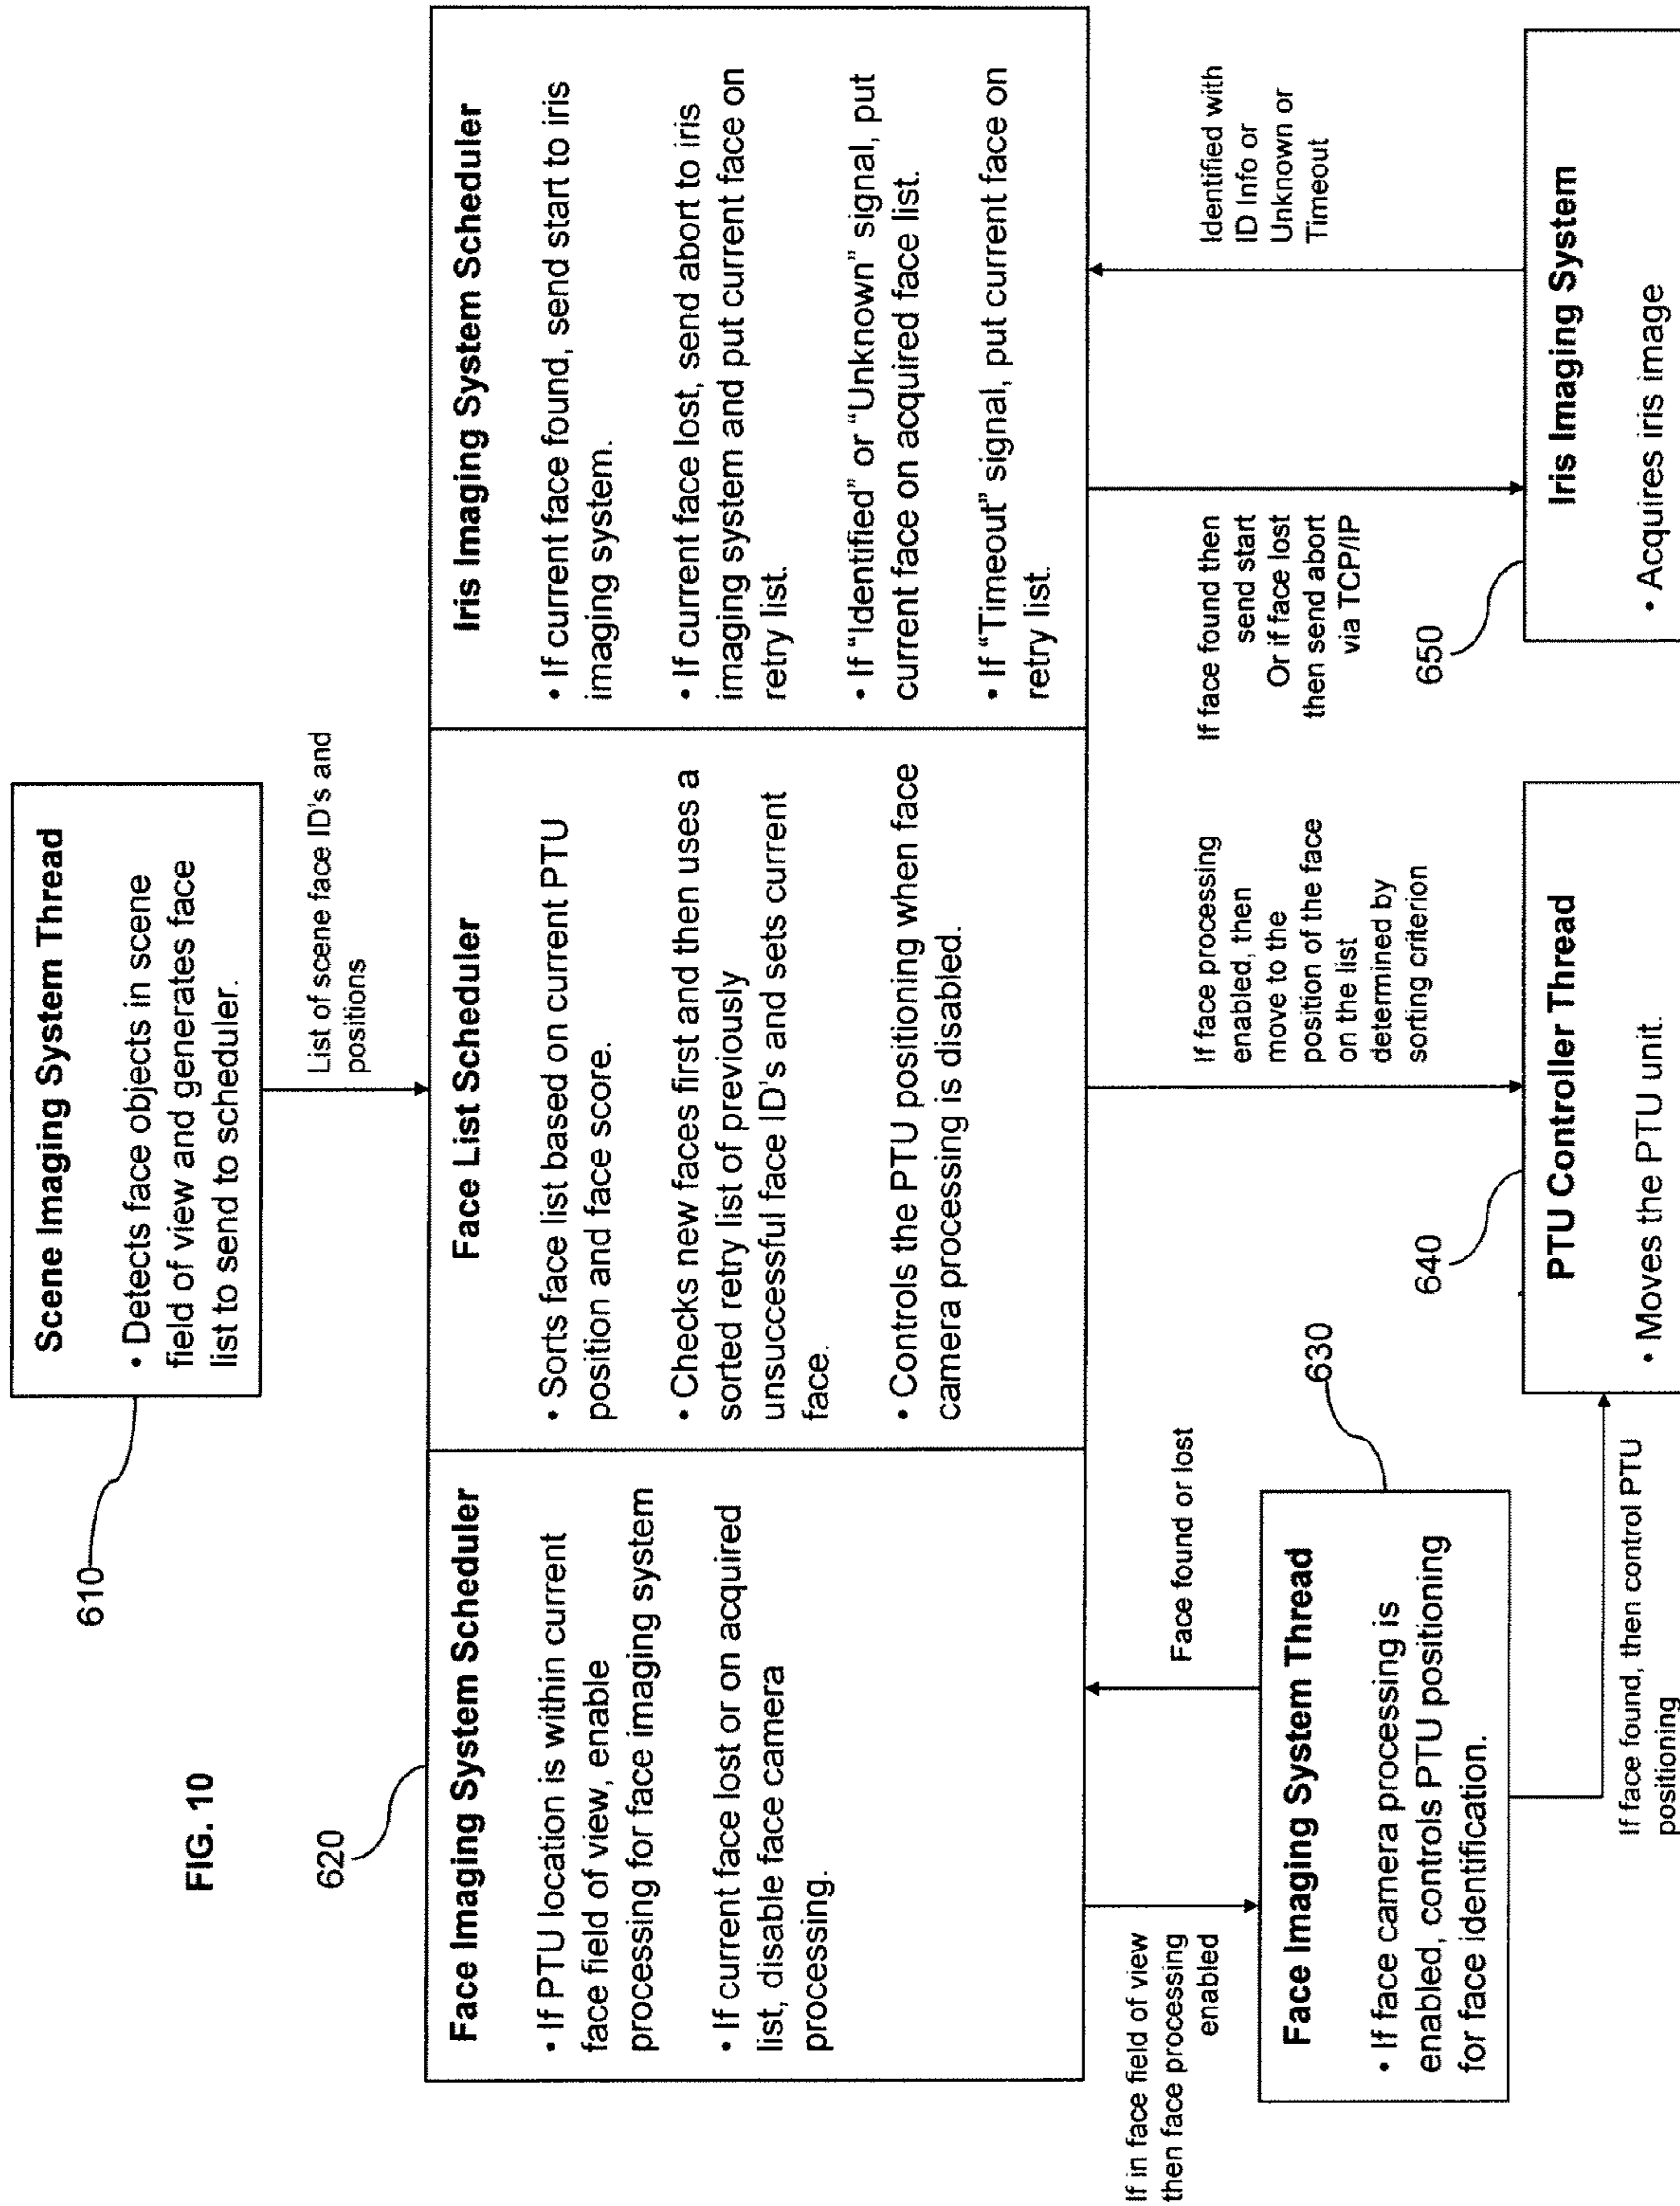 FIG. 10
610
Scene Imaging System Thread
• Detects face objects in scene
field of view and generates face
list to send to scheduler.
List of scene face ID's and
positions
620
Face Imaging System Scheduler
• If PTU location is within current
face field of view, enable
processing for face imaging system
• If current face lost or on acquired
list, disable face camera
processing.
Face List Scheduler
• Sorts face list based on current PTU
position and face score.
• Checks new faces first and then uses a
sorted retry list of previously
unsuccessful face ID's and sets current
face.
• Controls the PTU positioning when face
camera processing is disabled.
Iris Imaging System Scheduler
• If current face found, send start to iris
imaging system.
• If current face lost, send abort to iris
imaging system and put current face on
retry list.
• If “Identified” or “Unknown” signal, put
current face on acquired face list.
• If “Timeout” signal, put current face on
retry list.
If in face field of view
then face processing
enabled
Face found or lost
630
Face Imaging System Thread
• If face camera processing is
enabled, controls PTU positioning
for face identification.
If face found, then control PTU
positioning
If face processing
enabled, then
move to the
position of the face
on the list
determined by
sorting criterion
640
PTU Controller Thread
• Moves the PTU unit.
If face found then
send start
Or if face lost
then send abort
via TCP/IP
Identified with
ID Info or
Unknown or
Timeout
650
Iris Imaging System
• Acquires iris image